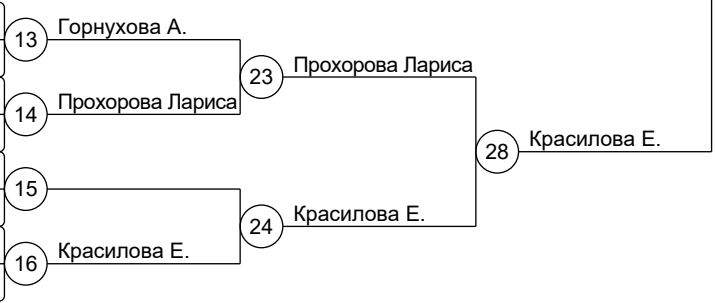 13 Горнухова А.
23 Прохорова Лариса
14 Прохорова Лариса
28 Красилова Е.
15
24 Красилова Е.
16 Красилова Е.